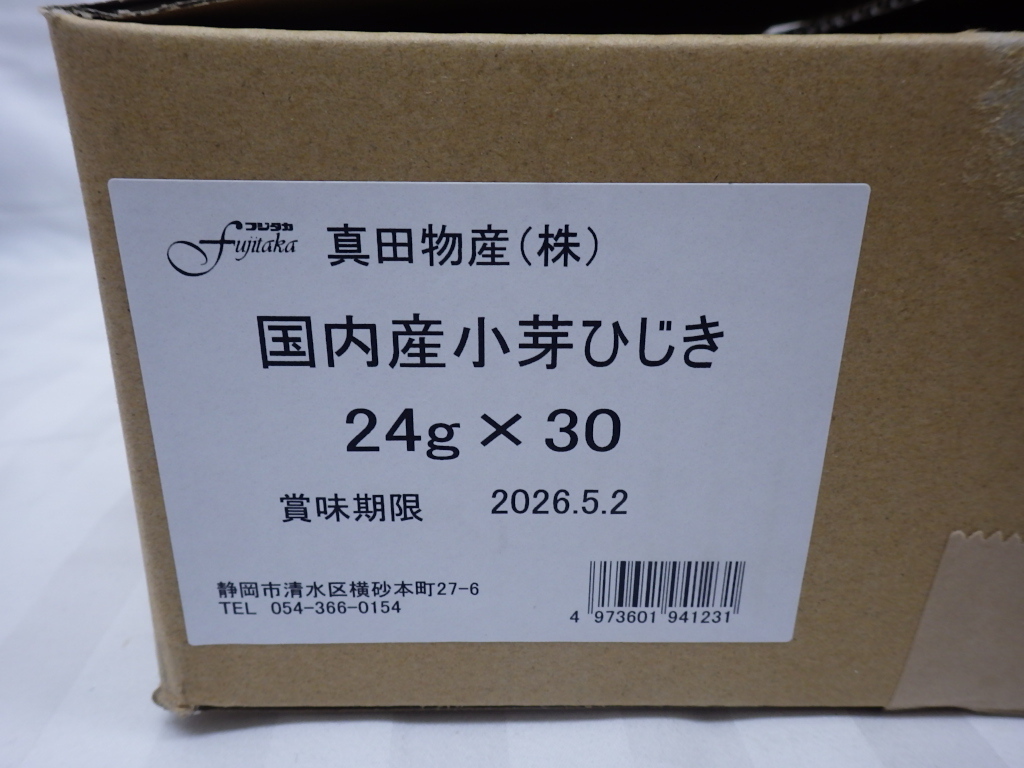 フジタカ
Fujitaka 真田物産(株)
国内産小芽ひじき
24g × 30
賞味期限 2026.5.2
静岡市清水区横砂本町27-6
TEL 054-366-0154
4 973601 941231